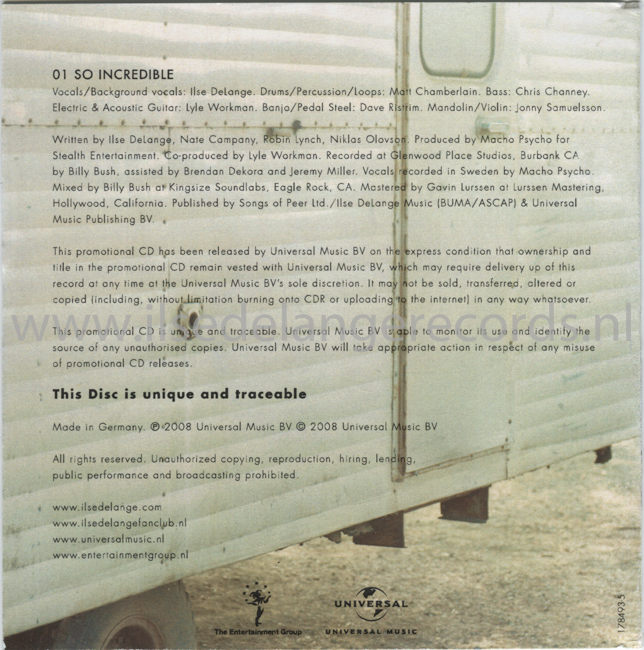 01 SO INCREDIBLE
Vocals/Background vocals: Ilse DeLange. Drums/Percussion/Loops: Matt Chamberlain. Bass: Chris Channey.
Electric & Acoustic Guitar: Lyle Workman. Banjo/Pedal Steel: Dave Ristrim. Mandolin/Violin: Jonny Samuelsson.
Written by Ilse DeLange, Nate Campany, Robin Lynch, Niklas Olovson. Produced by Macho Psycho for
Stealth Entertainment. Co-produced by Lyle Workman. Recorded at Glenwood Place Studios, Burbank CA
by Billy Bush, assisted by Brendan Dekora and Jeremy Miller. Vocals recorded in Sweden by Macho Psycho.
Mixed by Billy Bush at Kingsize Soundlabs, Eagle Rock, CA. Mastered by Gavin Lurssen at Lurssen Mastering,
Hollywood, California. Published by Songs of Peer Ltd./Ilse DeLange Music (BUMA/ASCAP) & Universal
Music Publishing BV.
This promotional CD has been released by Universal Music BV on the express condition that ownership and
title in the promotional CD remain vested with Universal Music BV, which may require delivery up of this
record at any time at the Universal Music BV's sole discretion. It may not be sold, transferred, altered or
copied (including, without limitation burning onto CDR or uploading to the internet) in any way whatsoever.
www.ilsedelangerecords.nl
This promotional CD is unique and traceable. Universal Music BV is able to monitor its use and identify the
source of any unauthorised copies. Universal Music BV will take appropriate action in respect of any misuse
of promotional CD releases.
This Disc is unique and traceable
Made in Germany. ℗ 2008 Universal Music BV © 2008 Universal Music BV
All rights reserved. Unauthorized copying, reproduction, hiring, lending,
public performance and broadcasting prohibited.
www.ilsedelange.com
www.ilsedelangefanclub.nl
www.universalmusic.nl
www.entertainmentgroup.nl
The Entertainment Group
UNIVERSAL
UNIVERSAL MUSIC
1784935